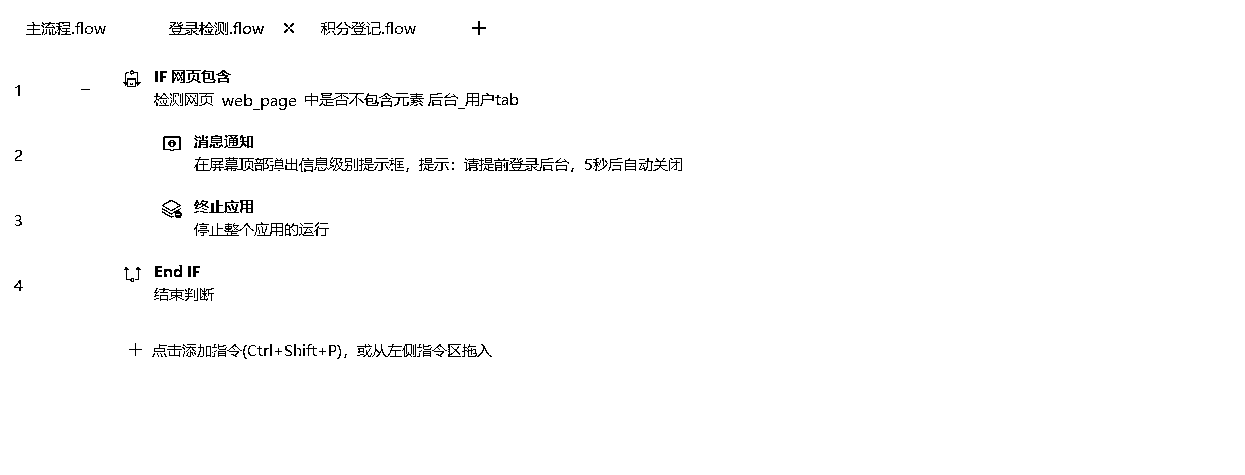 主流程.flow 登录检测.flow × 积分登记.flow +
1 − IF 网页包含
检测网页 web_page 中是否不包含元素 后台_用户tab
2 消息通知
在屏幕顶部弹出信息级别提示框，提示：请提前登录后台，5秒后自动关闭
3 终止应用
停止整个应用的运行
4 End IF
结束判断
+ 点击添加指令(Ctrl+Shift+P)，或从左侧指令区拖入